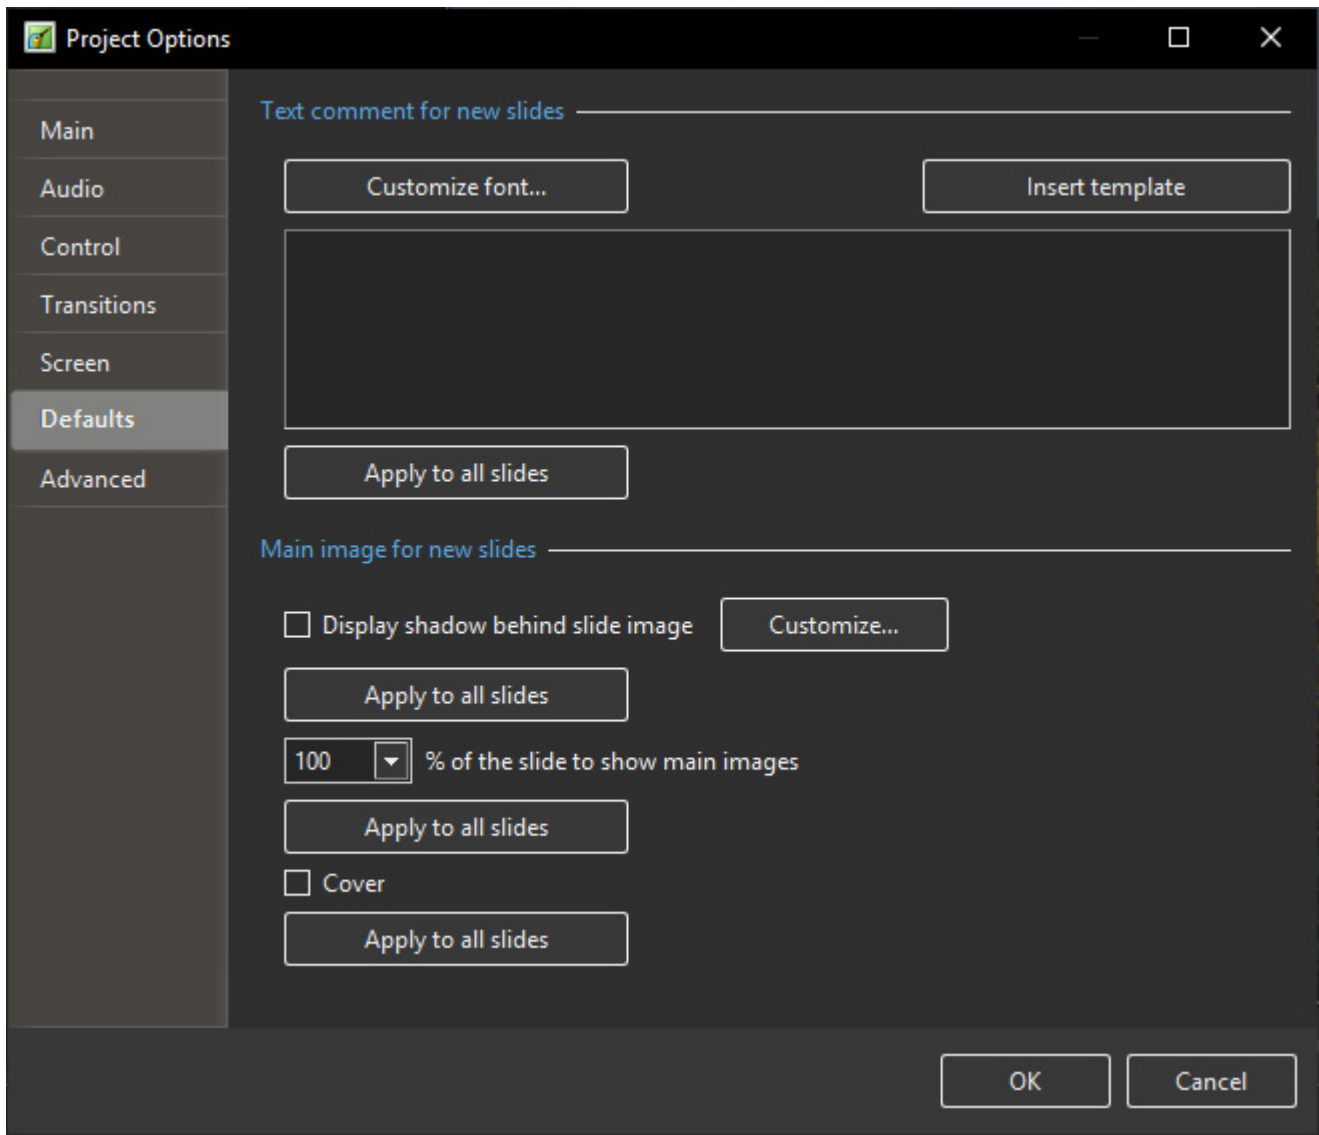 Project Options
Main
Audio
Control
Transitions
Screen
Defaults
Advanced
Text comment for new slides
Customize font... Insert template
Apply to all slides
Main image for new slides
Display shadow behind slide image Customize...
Apply to all slides
100 % of the slide to show main images
Apply to all slides
Cover
Apply to all slides
OK Cancel